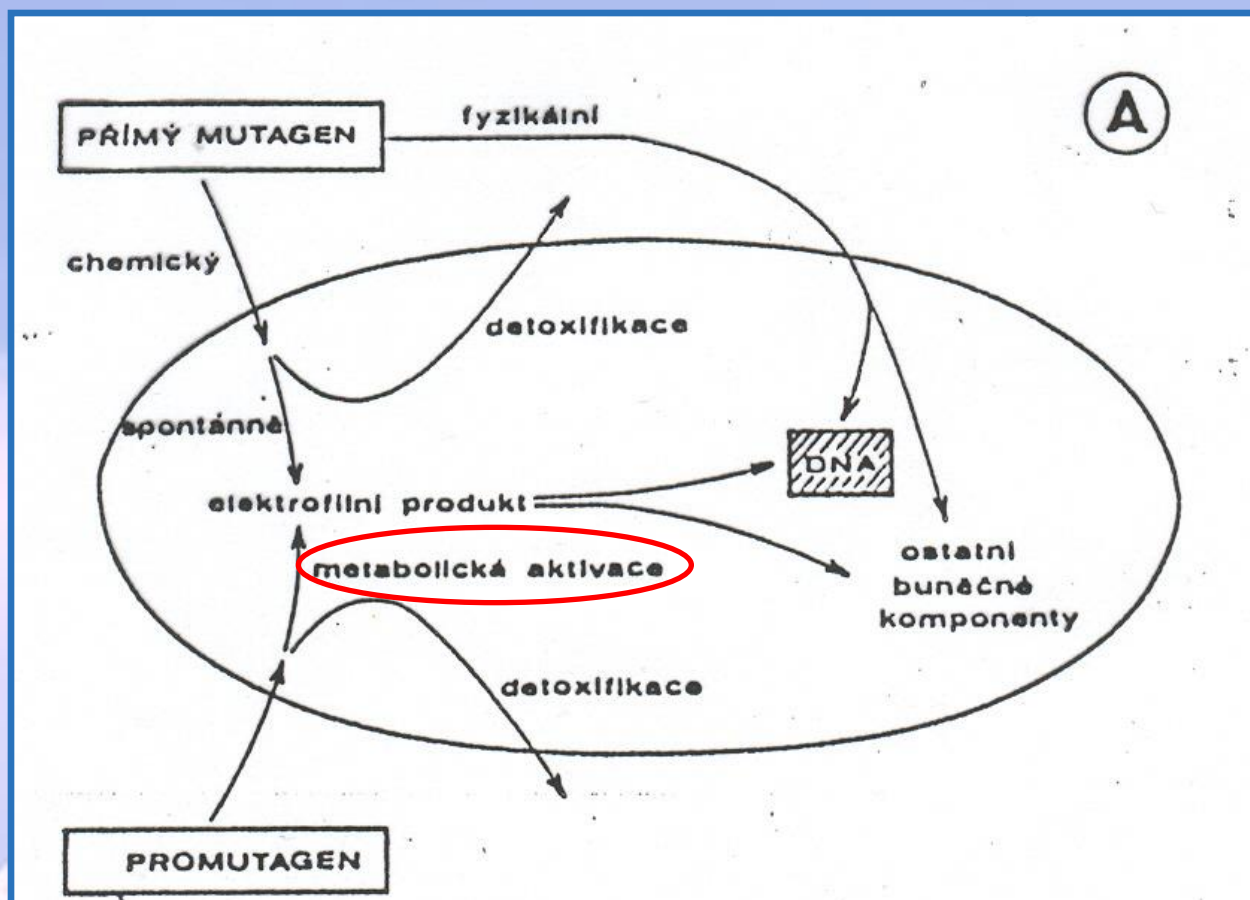 fyzikální
A
PŘÍMÝ MUTAGEN
chemický
detoxifikace
spontánně
DNA
elektrofilní produkt
metabolická aktivace
ostatní
buněčné
komponenty
detoxifikace
PROMUTAGEN